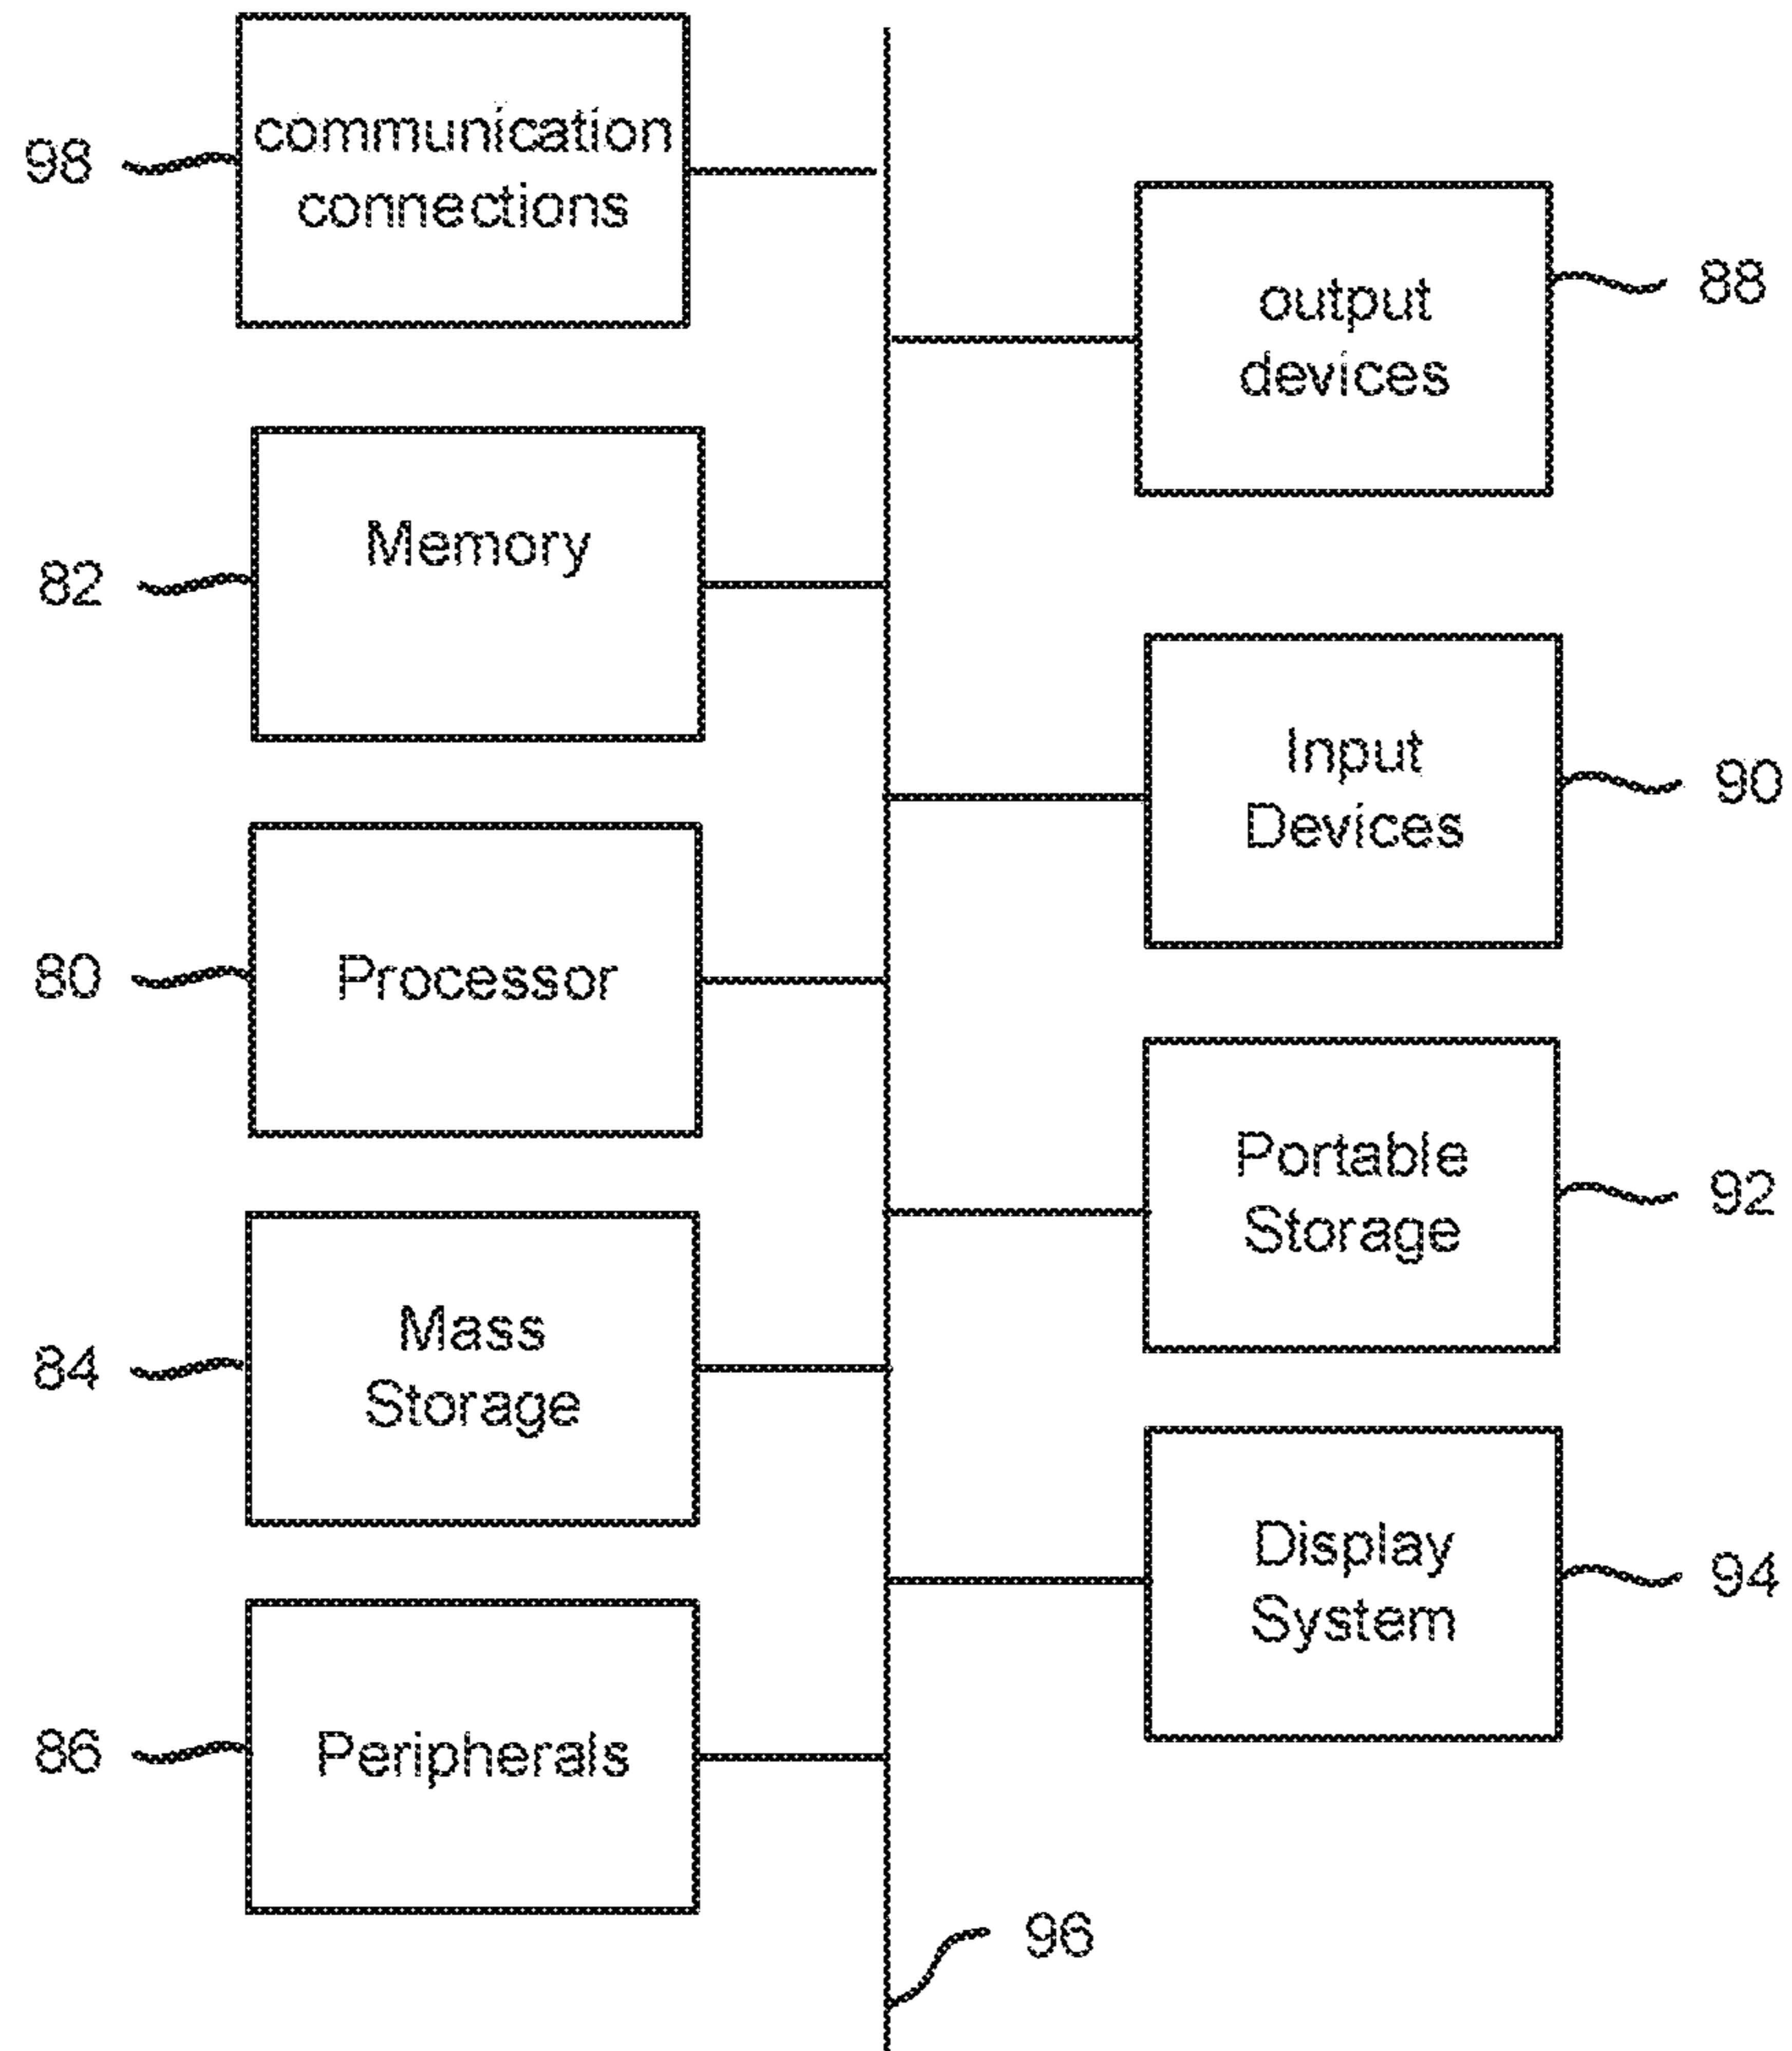 98
communication
connections
88
output
devices
82
Memory
90
Input
Devices
80
Processor
92
Portable
Storage
84
Mass
Storage
94
Display
System
86
Peripherals
96